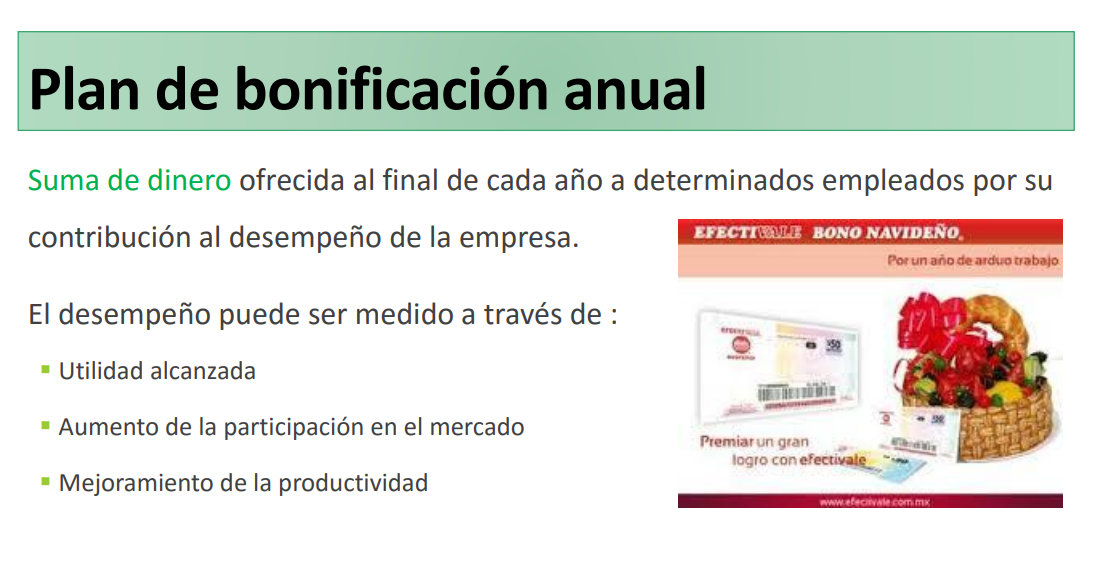 Plan de bonificación anual
Suma de dinero ofrecida al final de cada año a determinados empleados por su
contribución al desempeño de la empresa.
El desempeño puede ser medido a través de :
Utilidad alcanzada
Aumento de la participación en el mercado
Mejoramiento de la productividad
EFECTIVALE BONO NAVIDEÑO
Por un año de arduo trabajo
Premiar un gran
logro con efectivale
www.efectivale.com.mx